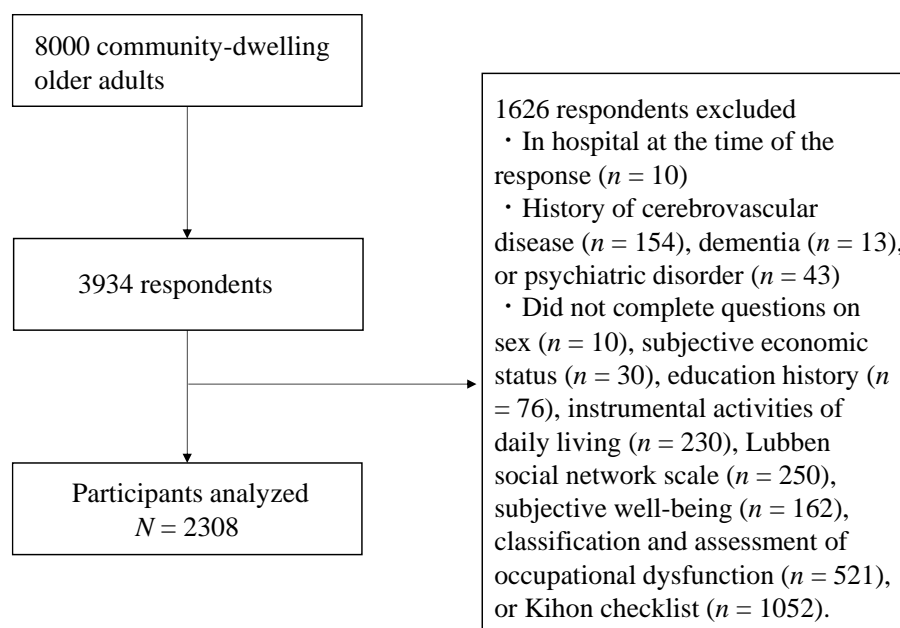 8000 community-dwelling
older adults
3934 respondents
Participants analyzed
N = 2308
1626 respondents excluded
・In hospital at the time of the
response (n = 10)
・History of cerebrovascular
disease (n = 154), dementia (n = 13),
or psychiatric disorder (n = 43)
・Did not complete questions on
sex (n = 10), subjective economic
status (n = 30), education history (n
= 76), instrumental activities of
daily living (n = 230), Lubben
social network scale (n = 250),
subjective well-being (n = 162),
classification and assessment of
occupational dysfunction (n = 521),
or Kihon checklist (n = 1052).